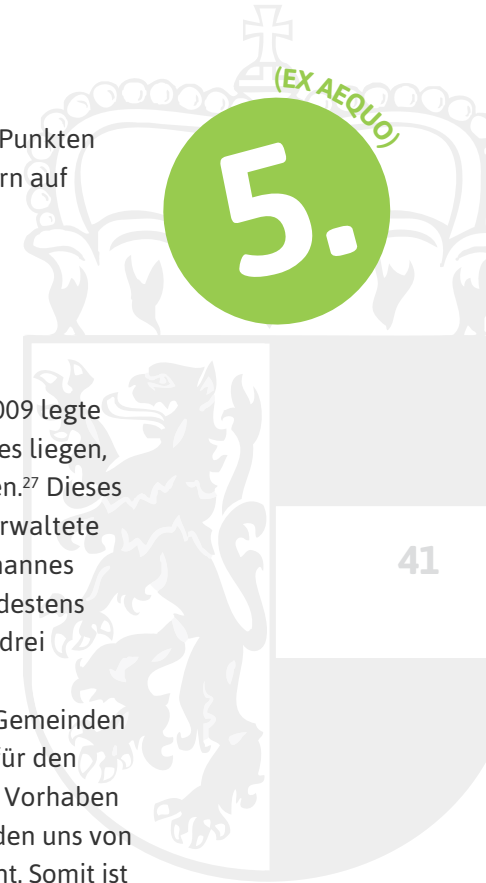 (EX AEQUO)
5.
Punkten
rn auf
009 legte
es liegen,
en.²⁷ Dieses
rwaltete
annes
destens
drei
41
Gemeinden
ür den
Vorhaben
den uns von
nt. Somit ist